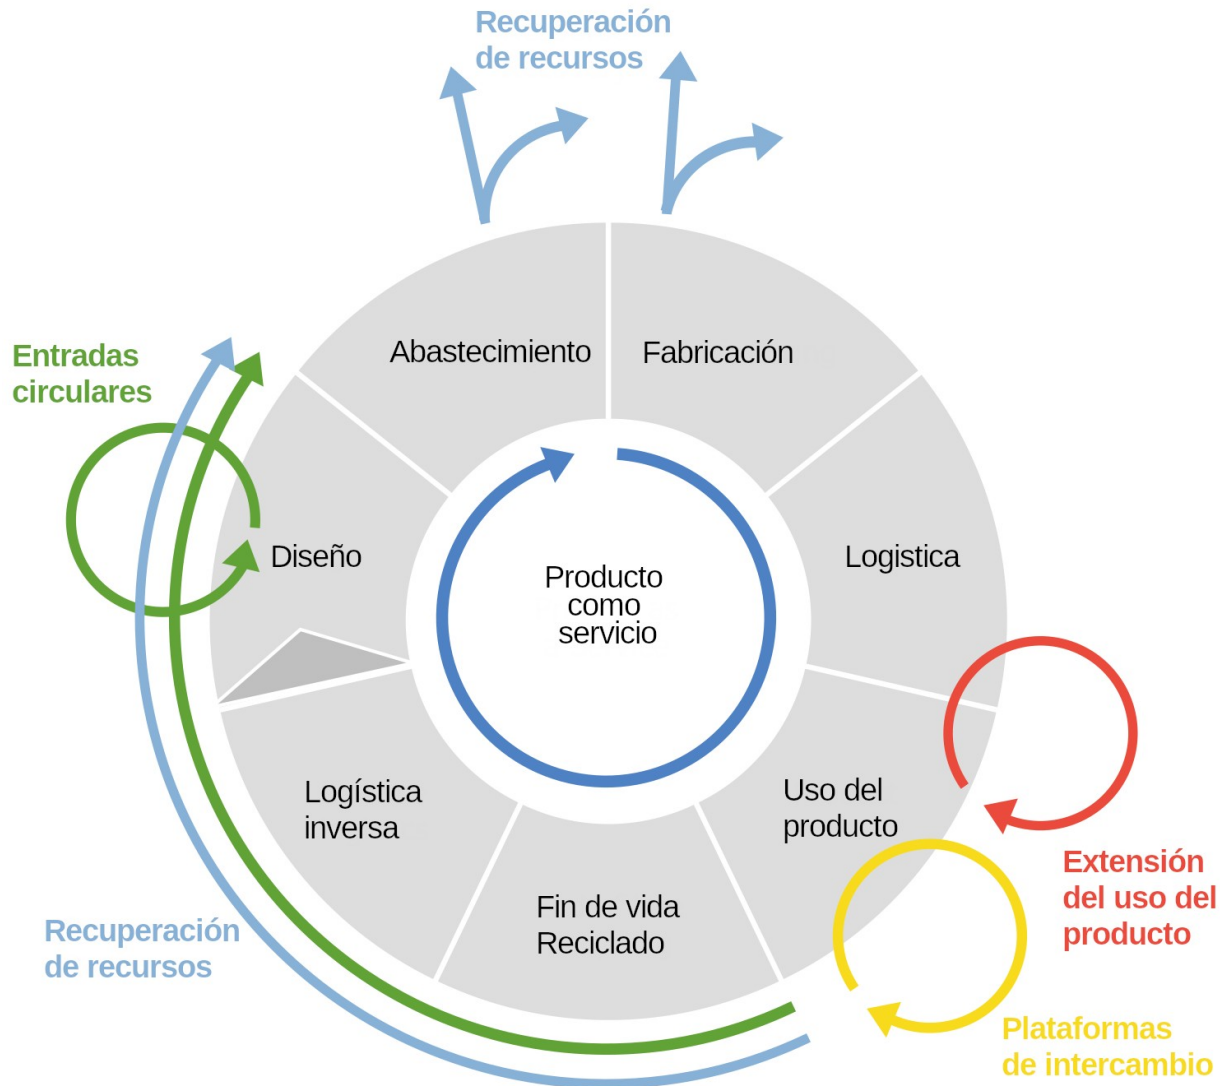 Recuperación
de recursos
Entradas
circulares
Abastecimiento
Fabricación
Diseño
Logistica
Producto
como
servicio
Logística
inversa
Uso del
producto
Fin de vida
Reciclado
Extensión
del uso del
producto
Recuperación
de recursos
Plataformas
de intercambio